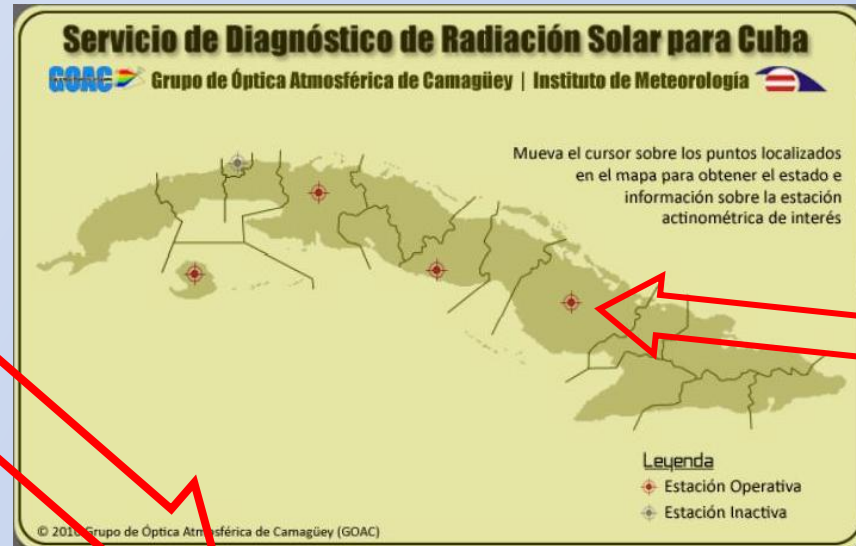 Servicio de Diagnóstico de Radiación Solar para Cuba
GOAC Grupo de Óptica Atmosférica de Camagüey | Instituto de Meteorología
Mueva el cursor sobre los puntos localizados
en el mapa para obtener el estado e
información sobre la estación
actinométrica de interés
Leyenda
Estación Operativa
Estación Inactiva
© 2010 Grupo de Óptica Atmosférica de Camagüey (GOAC)